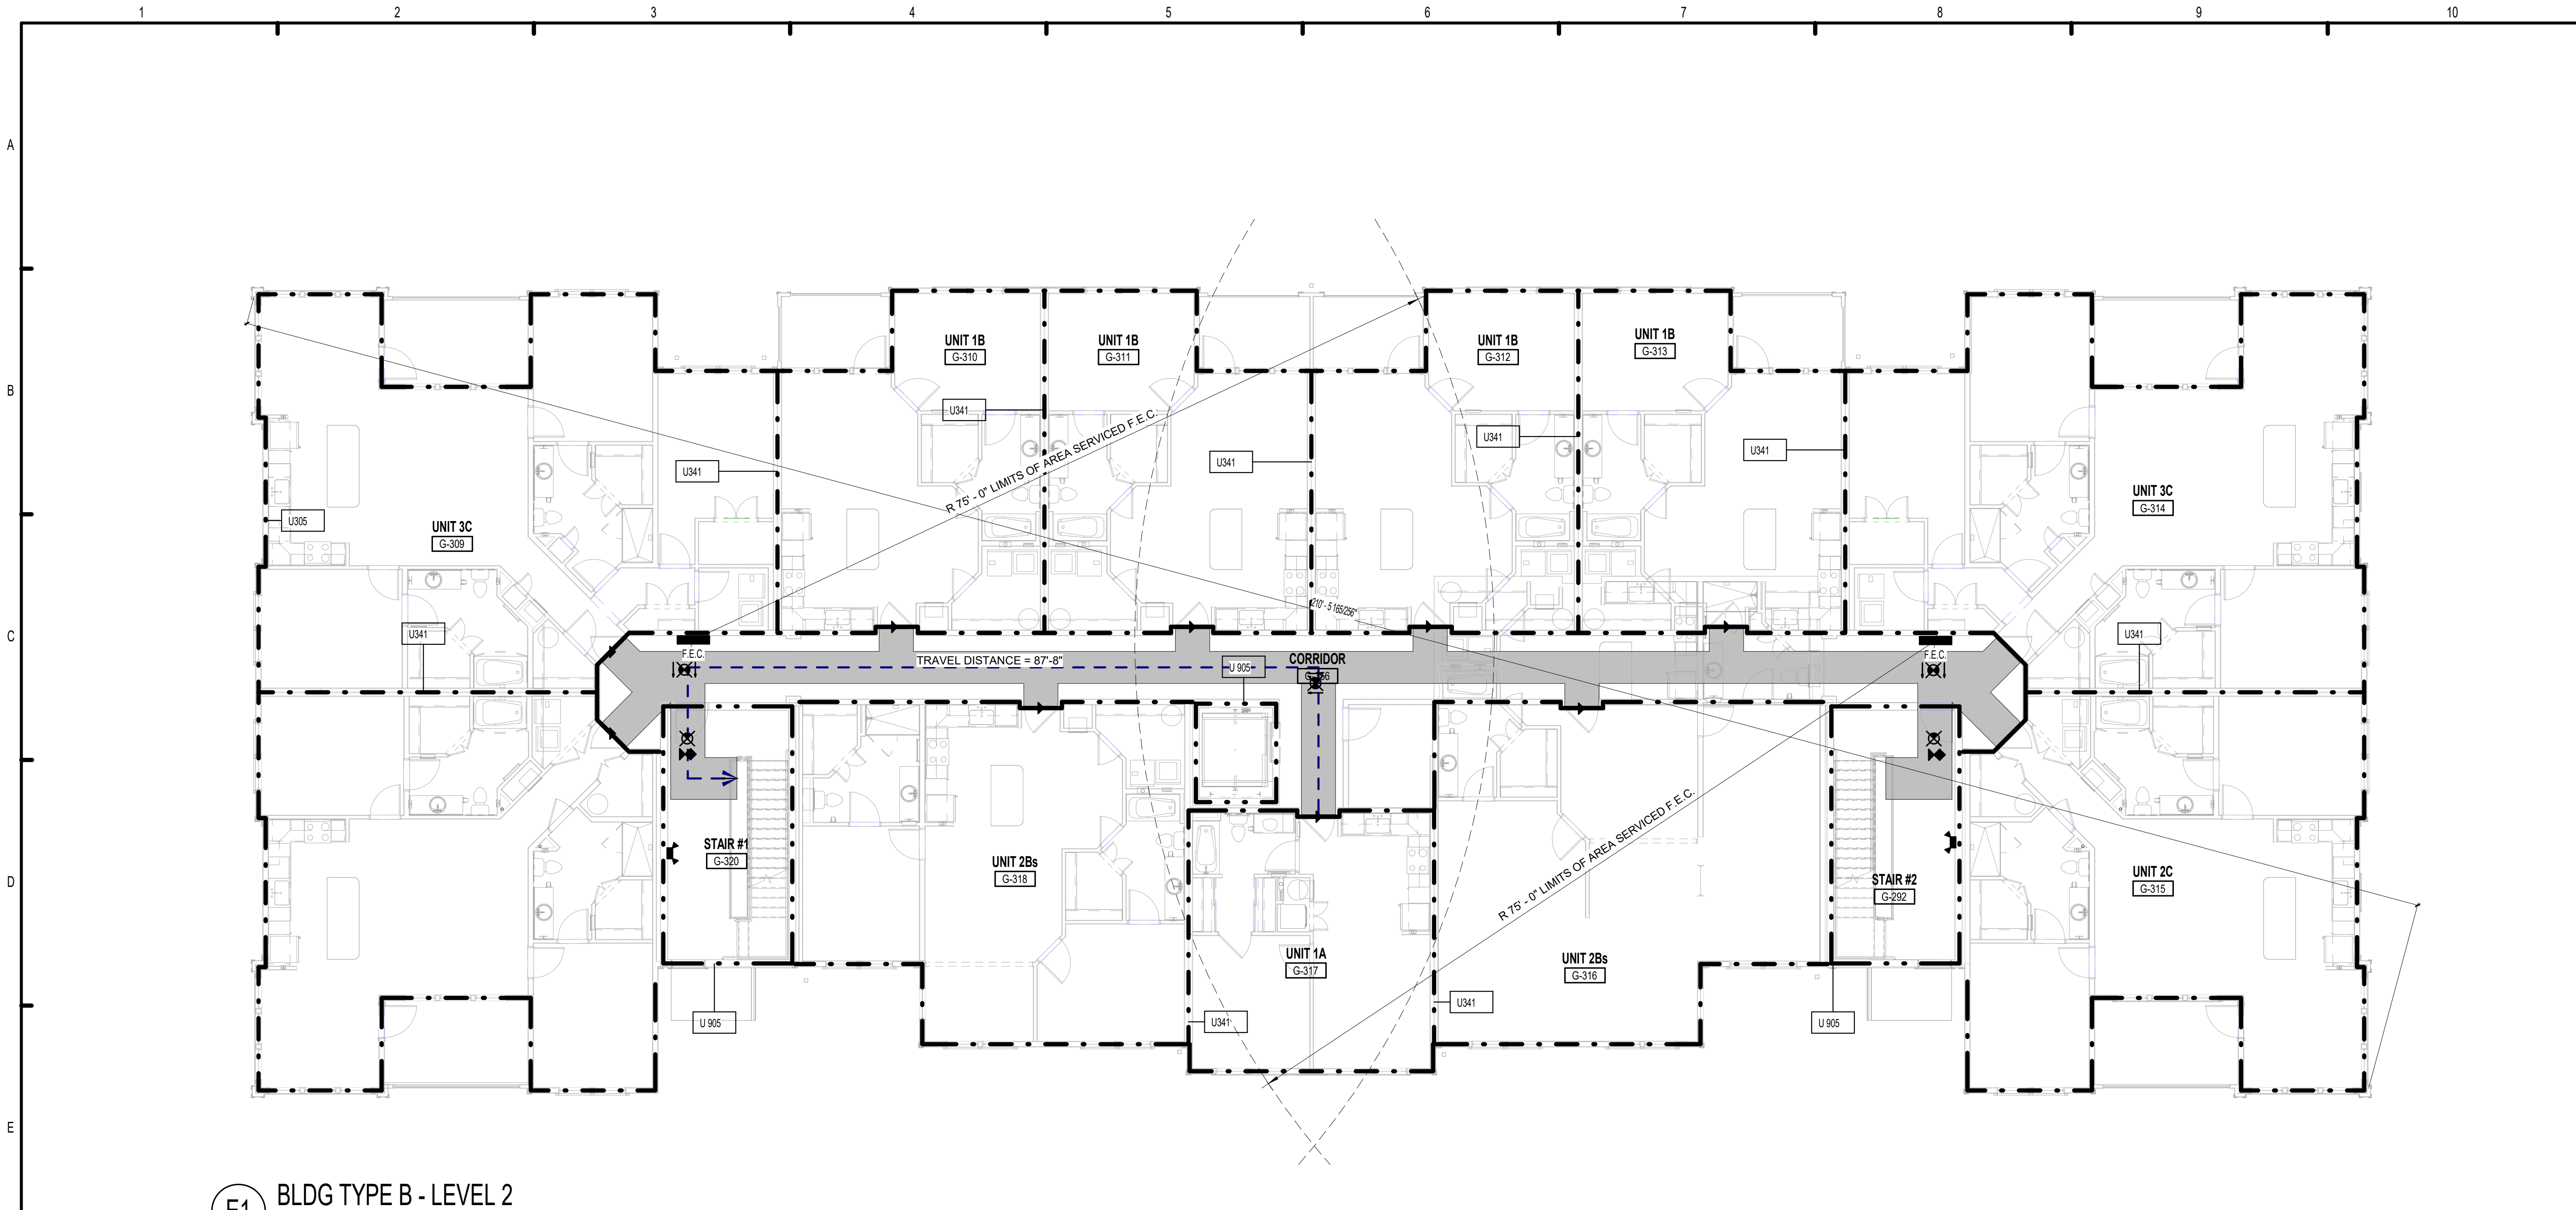 1 2 3 4 5 6 7 8 9 10
A
B
C
D
E
UNIT 1B
G-310
UNIT 1B
G-311
UNIT 1B
G-312
UNIT 1B
G-313
U341
U341
U341
U341
U341
R 75' - 0" LIMITS OF AREA SERVICED F.E.C.
U305
UNIT 3C
G-309
UNIT 3C
G-314
210' - 5 165/256"
U341
U341
F.E.C.
F.E.C.
TRAVEL DISTANCE = 87'-8"
U 905
CORRIDOR
R 75' - 0" LIMITS OF AREA SERVICED F.E.C.
STAIR #1
G-320
UNIT 2Bs
G-318
STAIR #2
G-292
UNIT 2C
G-315
UNIT 1A
G-317
UNIT 2Bs
G-316
U 905
U341
U341
U 905
E1
BLDG TYPE B - LEVEL 2